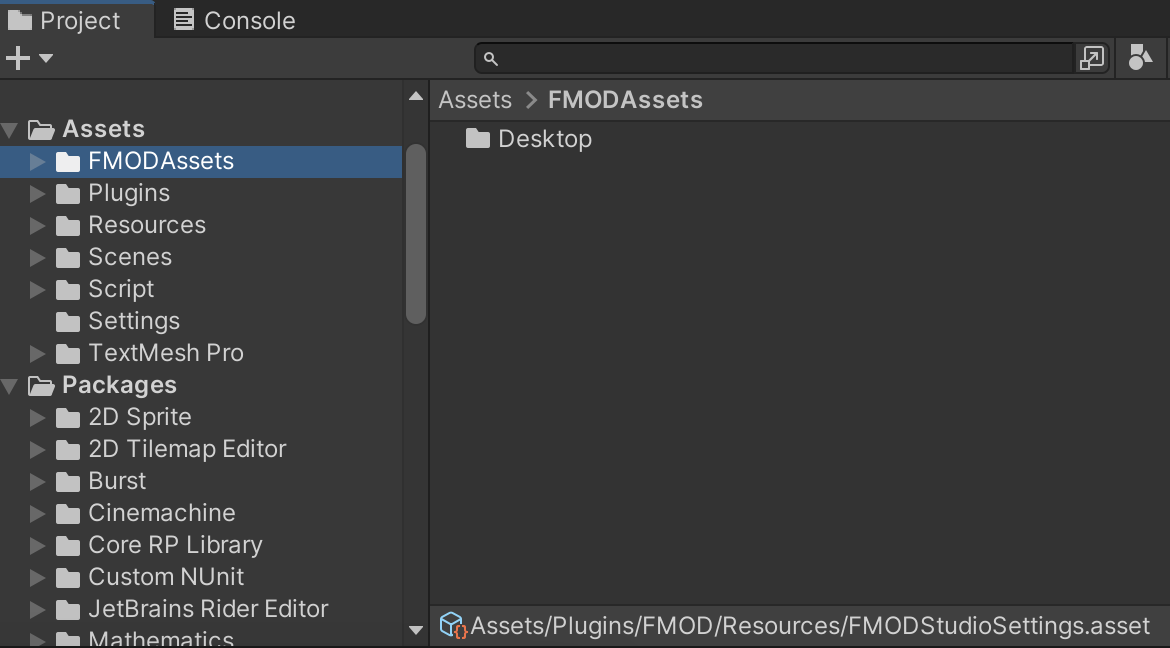 Project
Console
Assets > FMODAssets
Desktop
Assets
FMODAssets
Plugins
Resources
Scenes
Script
Settings
TextMesh Pro
Packages
2D Sprite
2D Tilemap Editor
Burst
Cinemachine
Core RP Library
Custom NUnit
JetBrains Rider Editor
Mathematics
Assets/Plugins/FMOD/Resources/FMODStudioSettings.asset